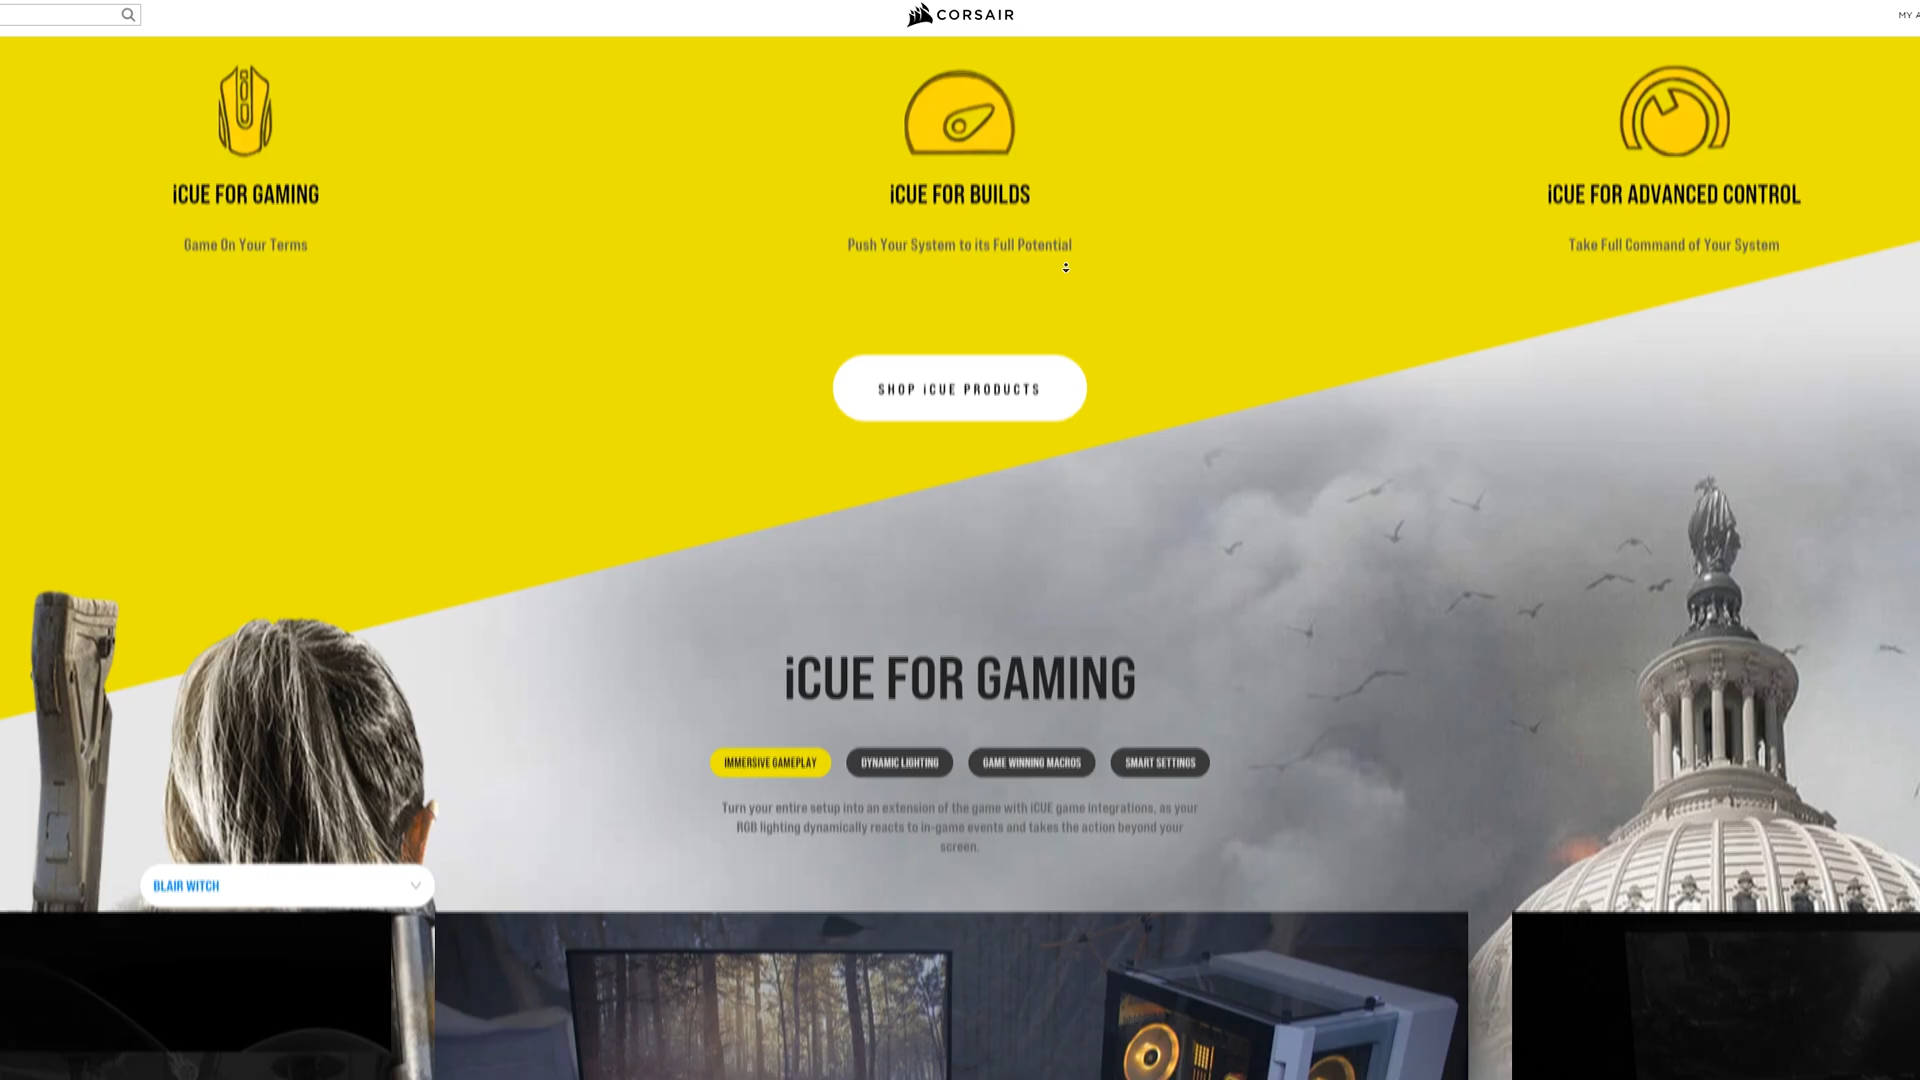 CORSAIR
MY A
iCUE FOR GAMING
Game On Your Terms
iCUE FOR BUILDS
Push Your System to its Full Potential
iCUE FOR ADVANCED CONTROL
Take Full Command of Your System
SHOP iCUE PRODUCTS
iCUE FOR GAMING
IMMERSIVE GAMEPLAY
DYNAMIC LIGHTING
GAME WINNING MACROS
SMART SETTINGS
Turn your entire setup into an extension of the game with iCUE game integrations, as your
RGB lighting dynamically reacts to in-game events and takes the action beyond your
screen.
BLAIR WITCH